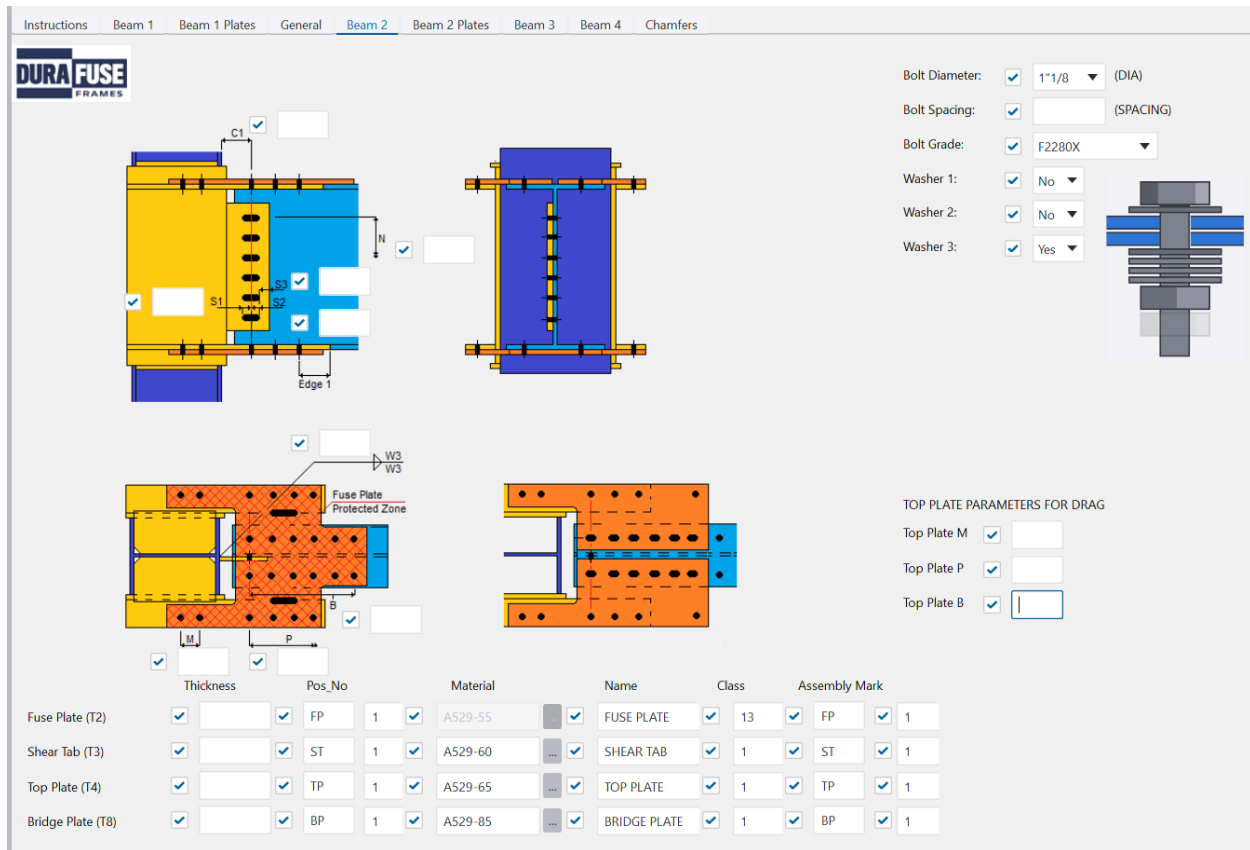 Instructions Beam 1 Beam 1 Plates General Beam 2 Beam 2 Plates Beam 3 Beam 4 Chamfers
DURA FUSE
FRAMES
Bolt Diameter: 1"1/8 (DIA)
Bolt Spacing: (SPACING)
Bolt Grade: F2280X
Washer 1: No
Washer 2: No
Washer 3: Yes
C1
N
S3
S1 S2
Edge 1
W3
W3
Fuse Plate
Protected Zone
B
M P
TOP PLATE PARAMETERS FOR DRAG
Top Plate M
Top Plate P
Top Plate B
Thickness Pos_No Material Name Class Assembly Mark
Fuse Plate (T2) FP 1 A529-55 ... FUSE PLATE 13 FP 1
Shear Tab (T3) ST 1 A529-60 ... SHEAR TAB 1 ST 1
Top Plate (T4) TP 1 A529-65 ... TOP PLATE 1 TP 1
Bridge Plate (T8) BP 1 A529-85 ... BRIDGE PLATE 1 BP 1